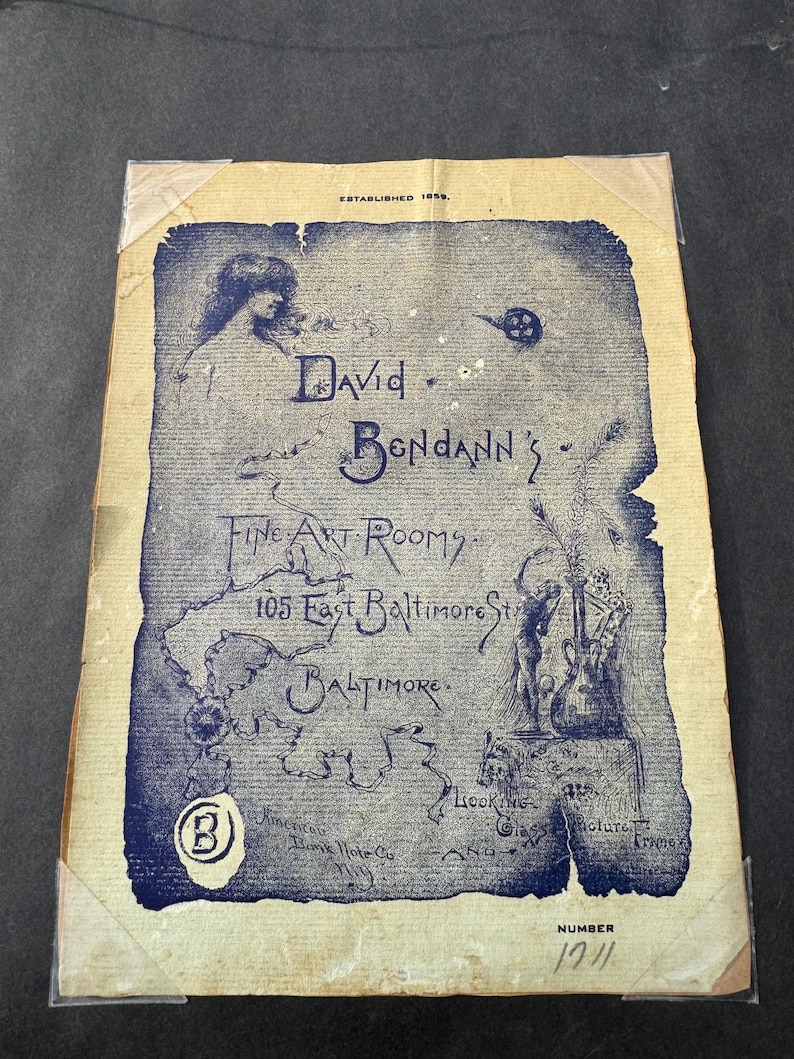 ESTABLISHED 1859.
DAVID
BENDANN'S
FINE·ART·ROOMS·
105 East Baltimore St.
BALTIMORE.
LOOKING
GLASS & PICTURE FRAMES
-AND-
B
American
Bank Note Co
N.Y.
NUMBER
1711